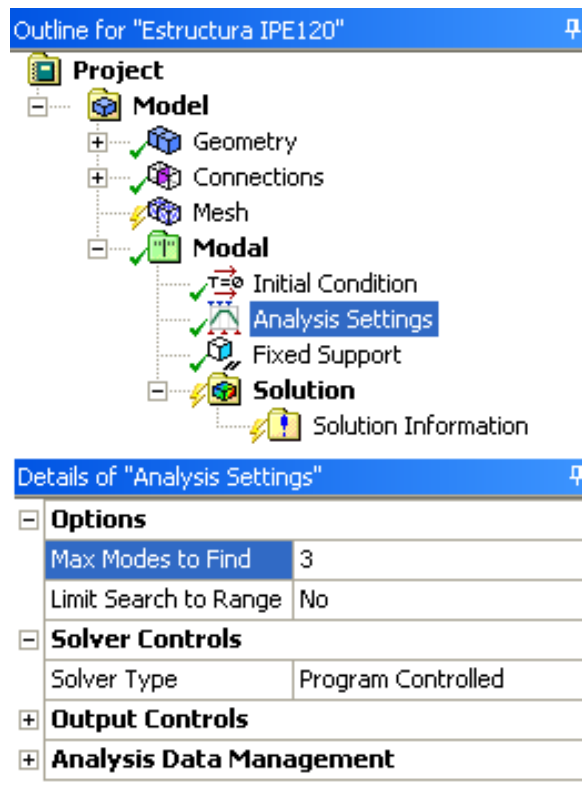 Outline for "Estructura IPE120"
Project
Model
Geometry
Connections
Mesh
Modal
T=0 Initial Condition
Analysis Settings
Fixed Support
Solution
Solution Information
Details of "Analysis Settings"
Options
Max Modes to Find 3
Limit Search to Range No
Solver Controls
Solver Type Program Controlled
Output Controls
Analysis Data Management